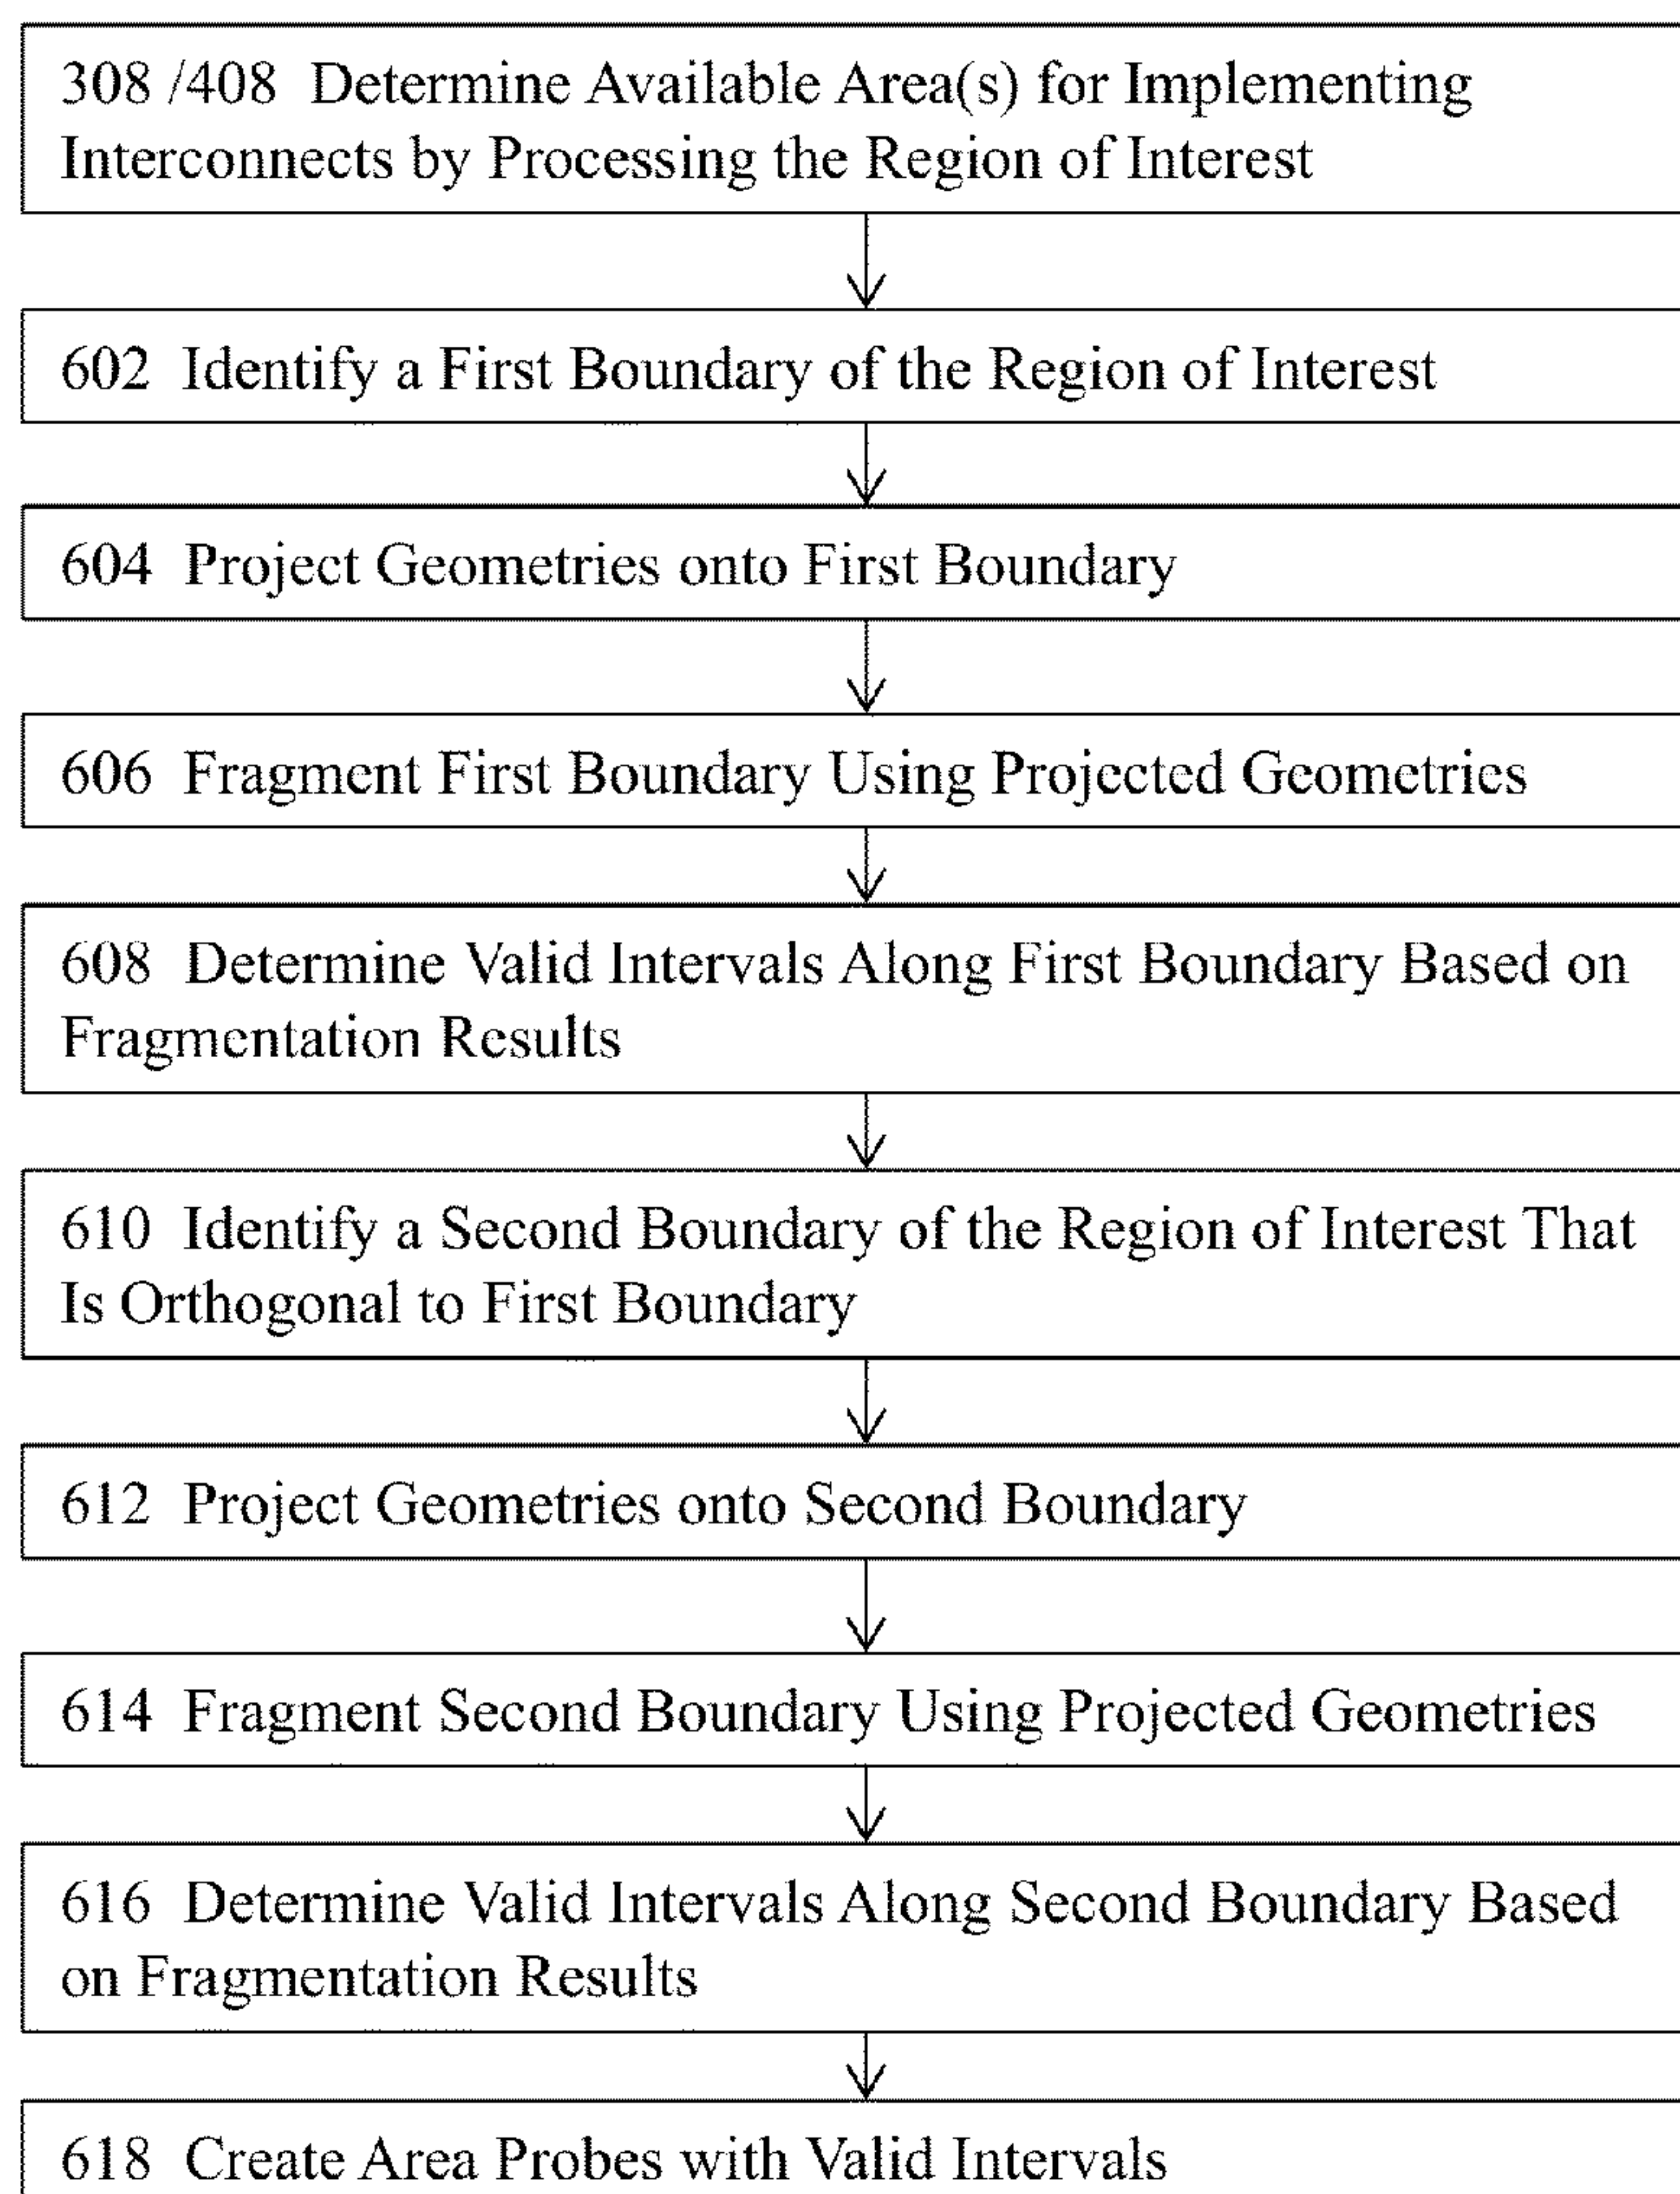 308 /408 Determine Available Area(s) for Implementing
Interconnects by Processing the Region of Interest
602 Identify a First Boundary of the Region of Interest
604 Project Geometries onto First Boundary
606 Fragment First Boundary Using Projected Geometries
608 Determine Valid Intervals Along First Boundary Based on
Fragmentation Results
610 Identify a Second Boundary of the Region of Interest That
Is Orthogonal to First Boundary
612 Project Geometries onto Second Boundary
614 Fragment Second Boundary Using Projected Geometries
616 Determine Valid Intervals Along Second Boundary Based
on Fragmentation Results
618 Create Area Probes with Valid Intervals